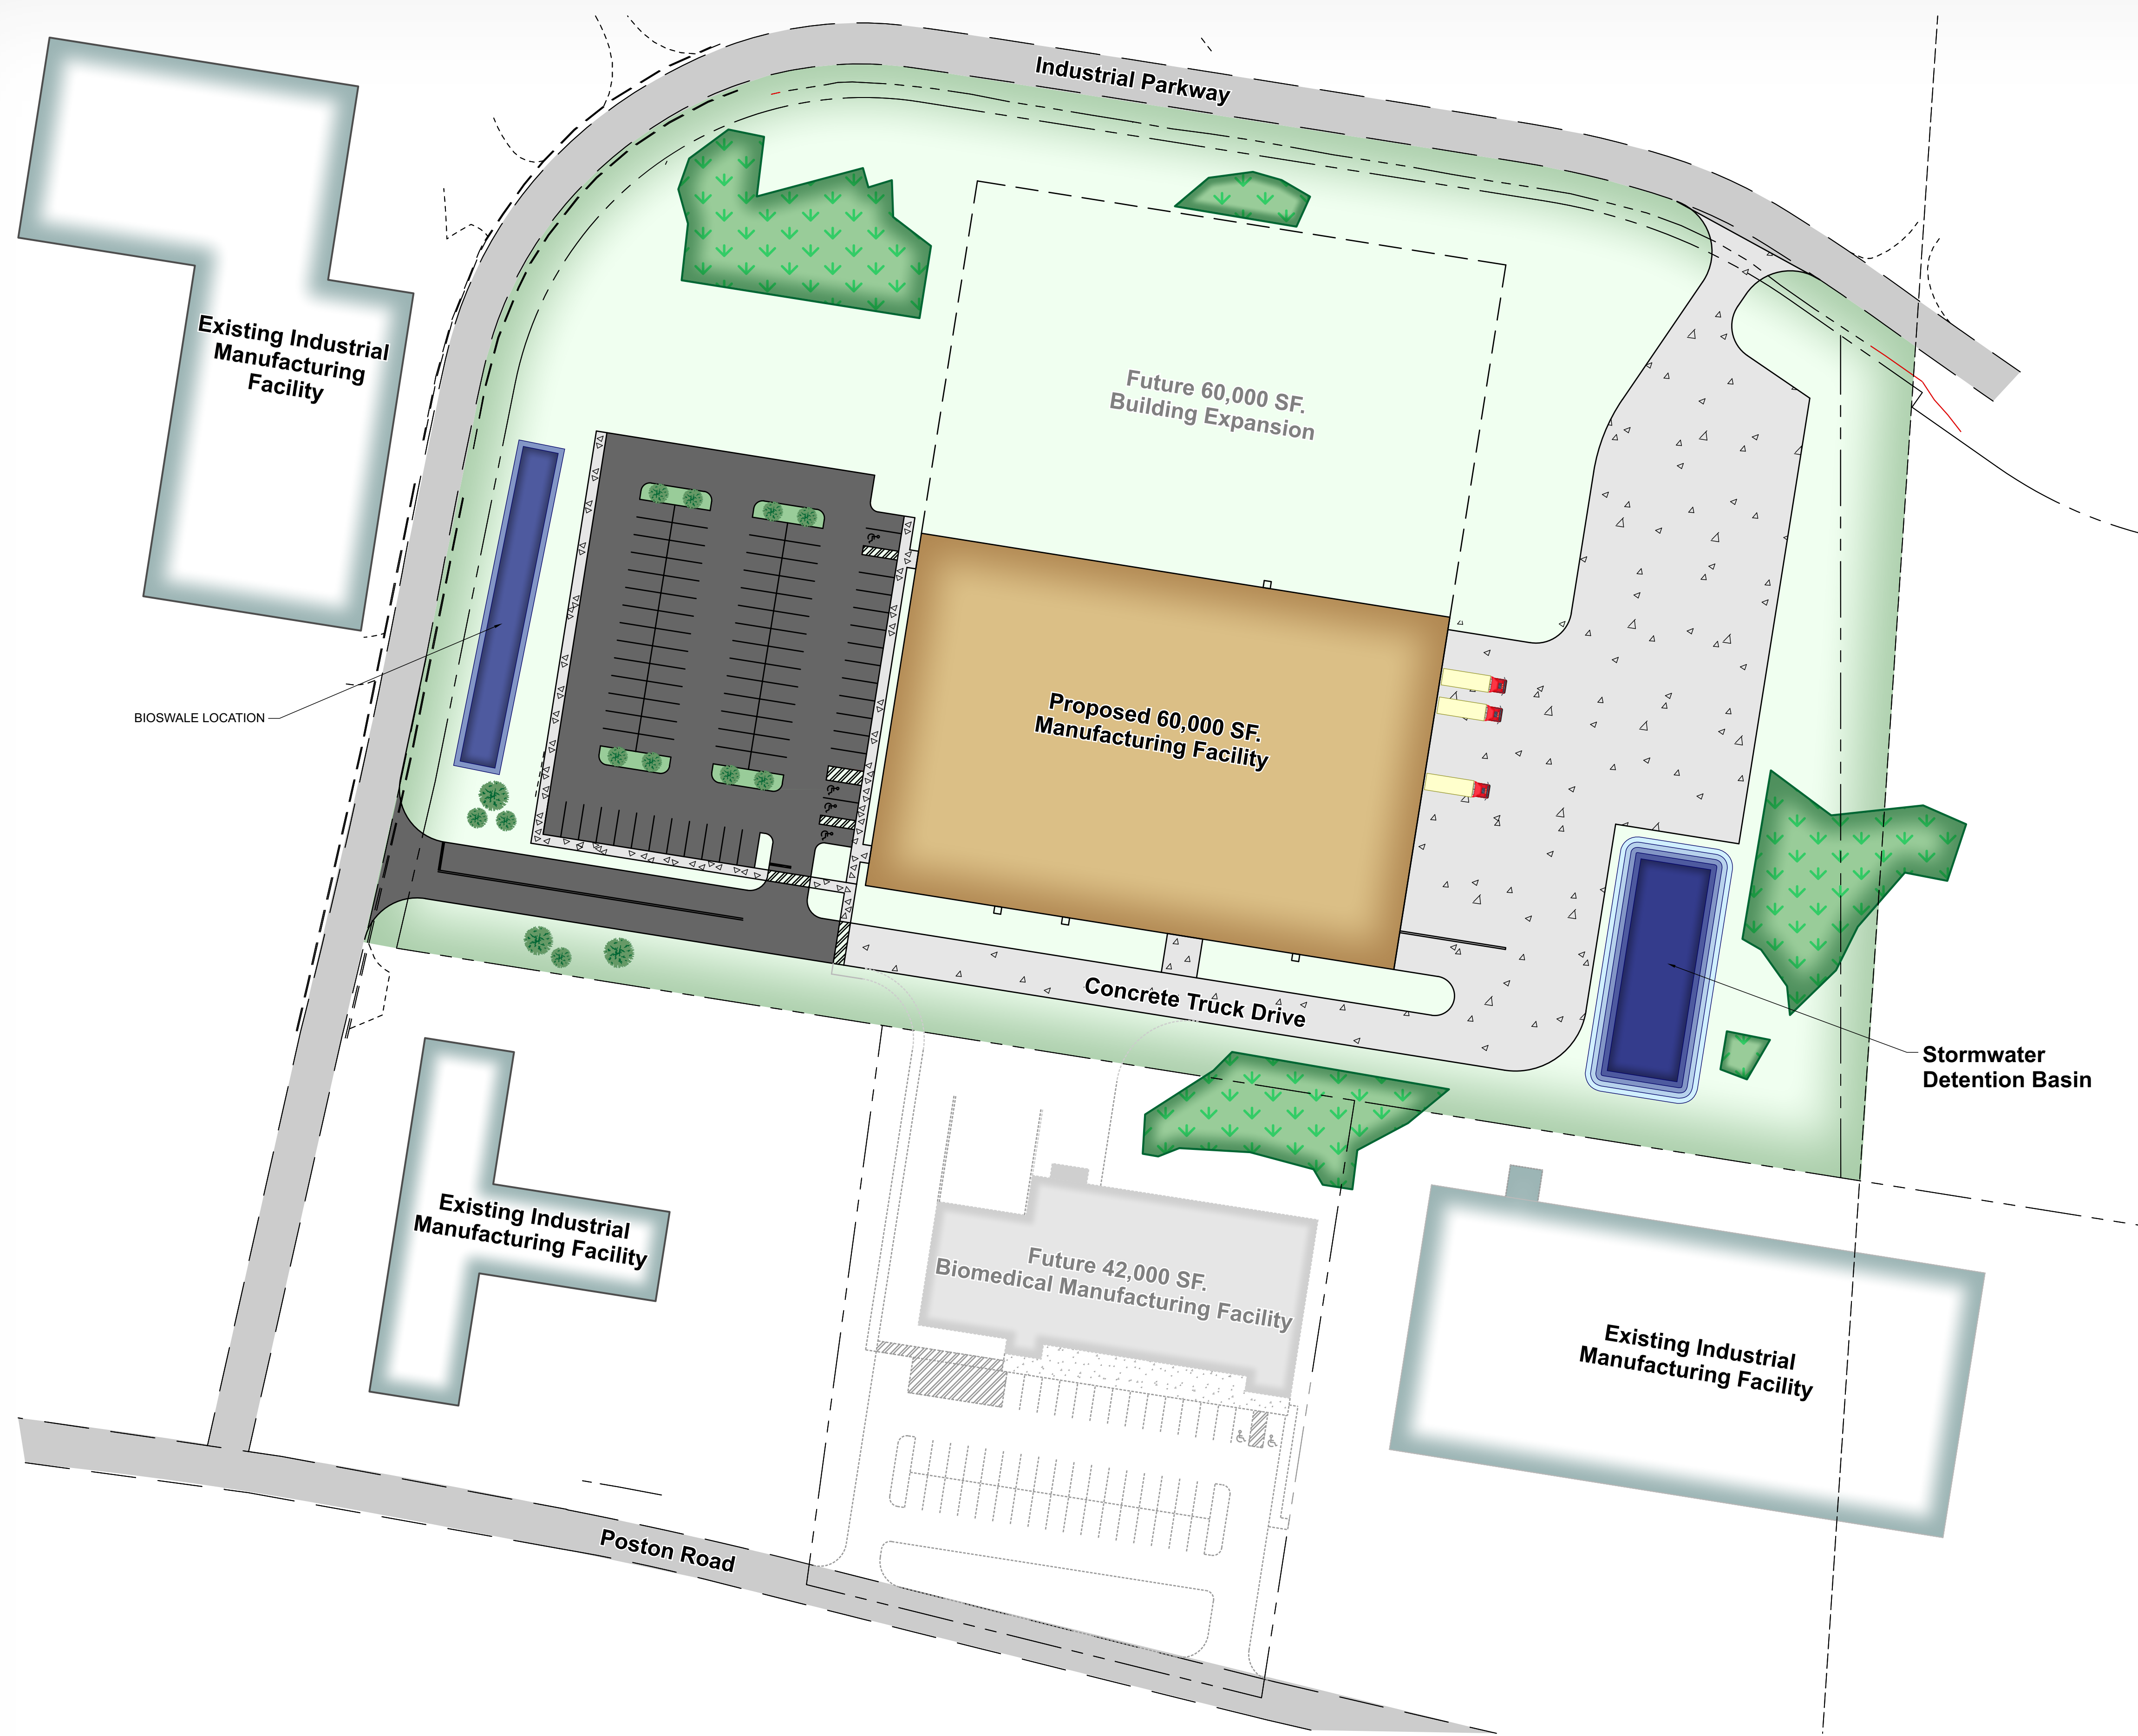 Industrial Parkway
Existing Industrial
Manufacturing
Facility
Future 60,000 SF.
Building Expansion
BIOSWALE LOCATION
Proposed 60,000 SF.
Manufacturing Facility
Concrete Truck Drive
Stormwater
Detention Basin
Existing Industrial
Manufacturing Facility
Future 42,000 SF.
Biomedical Manufacturing Facility
Existing Industrial
Manufacturing Facility
Poston Road